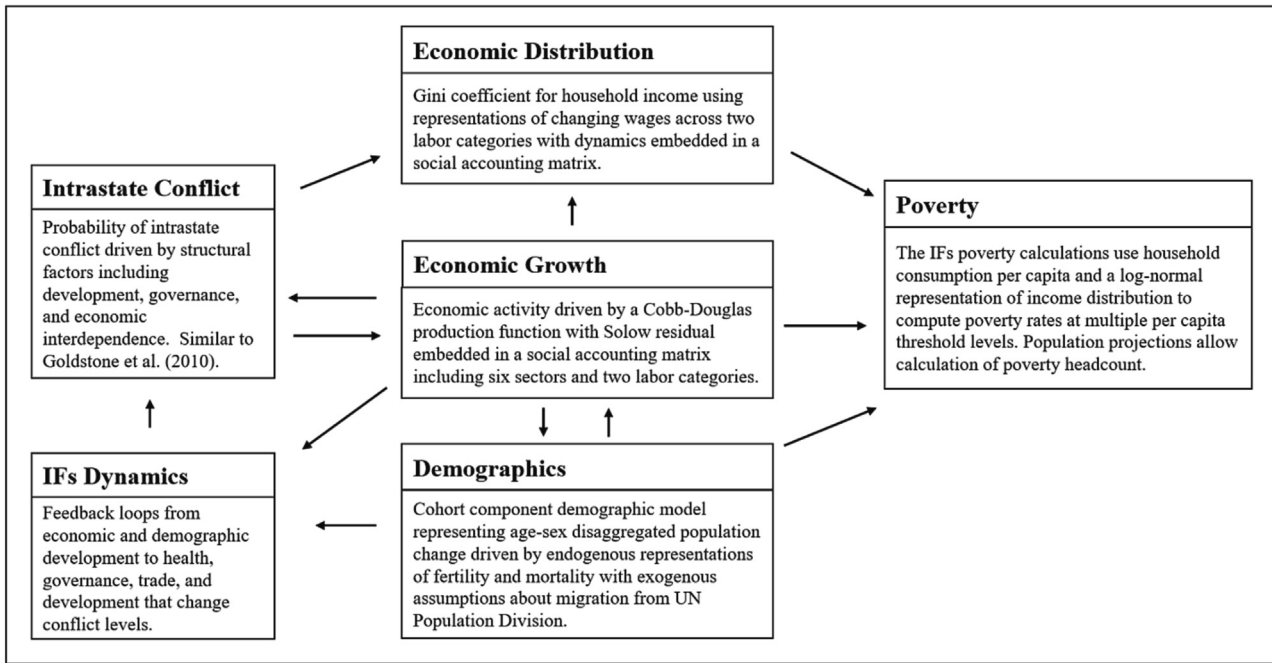 Economic Distribution
Gini coefficient for household income using
representations of changing wages across two
labor categories with dynamics embedded in a
social accounting matrix.
Intrastate Conflict
Probability of intrastate
conflict driven by structural
factors including
development, governance,
and economic
interdependence. Similar to
Goldstone et al. (2010).
Economic Growth
Economic activity driven by a Cobb-Douglas
production function with Solow residual
embedded in a social accounting matrix
including six sectors and two labor categories.
Poverty
The IFs poverty calculations use household
consumption per capita and a log-normal
representation of income distribution to
compute poverty rates at multiple per capita
threshold levels. Population projections allow
calculation of poverty headcount.
IFs Dynamics
Feedback loops from
economic and demographic
development to health,
governance, trade, and
development that change
conflict levels.
Demographics
Cohort component demographic model
representing age-sex disaggregated population
change driven by endogenous representations
of fertility and mortality with exogenous
assumptions about migration from UN
Population Division.